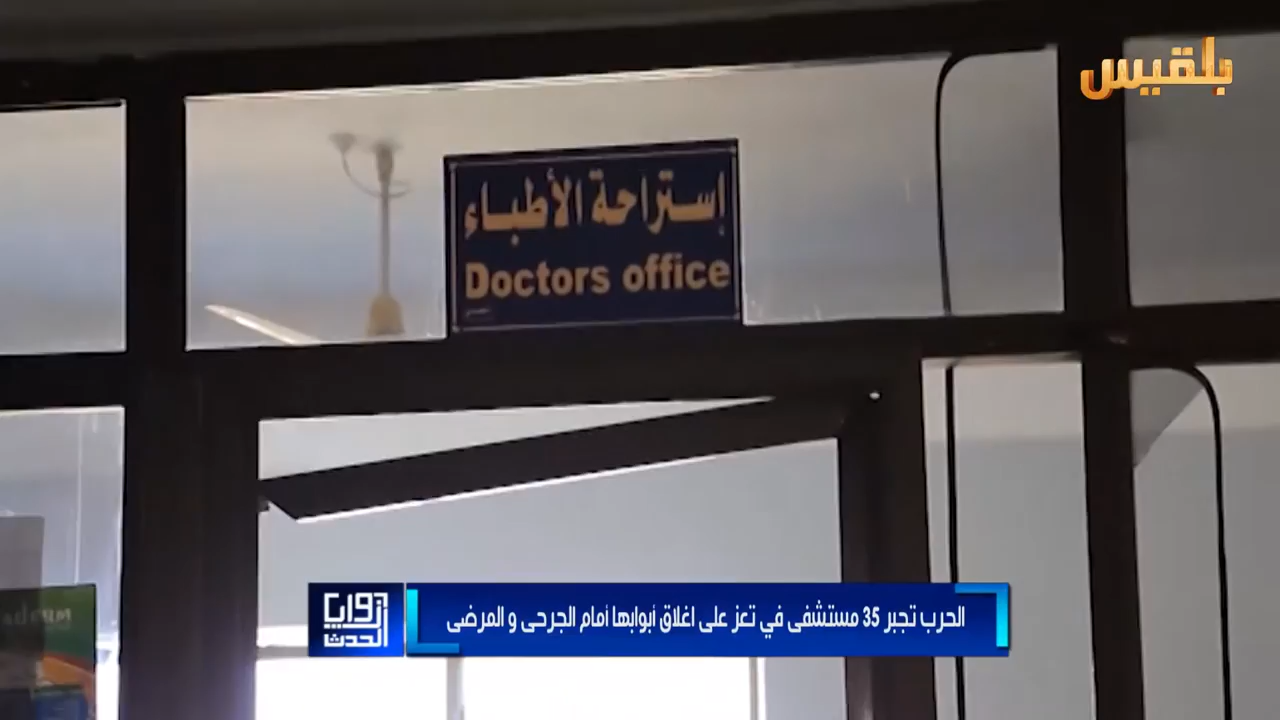 بلقيس
إستراحة الأطباء
Doctors office
الحرب تجبر 35 مستشفى في تعز على اغلاق أبوابها أمام الجرحى و المرضى
زوايا
الحدث